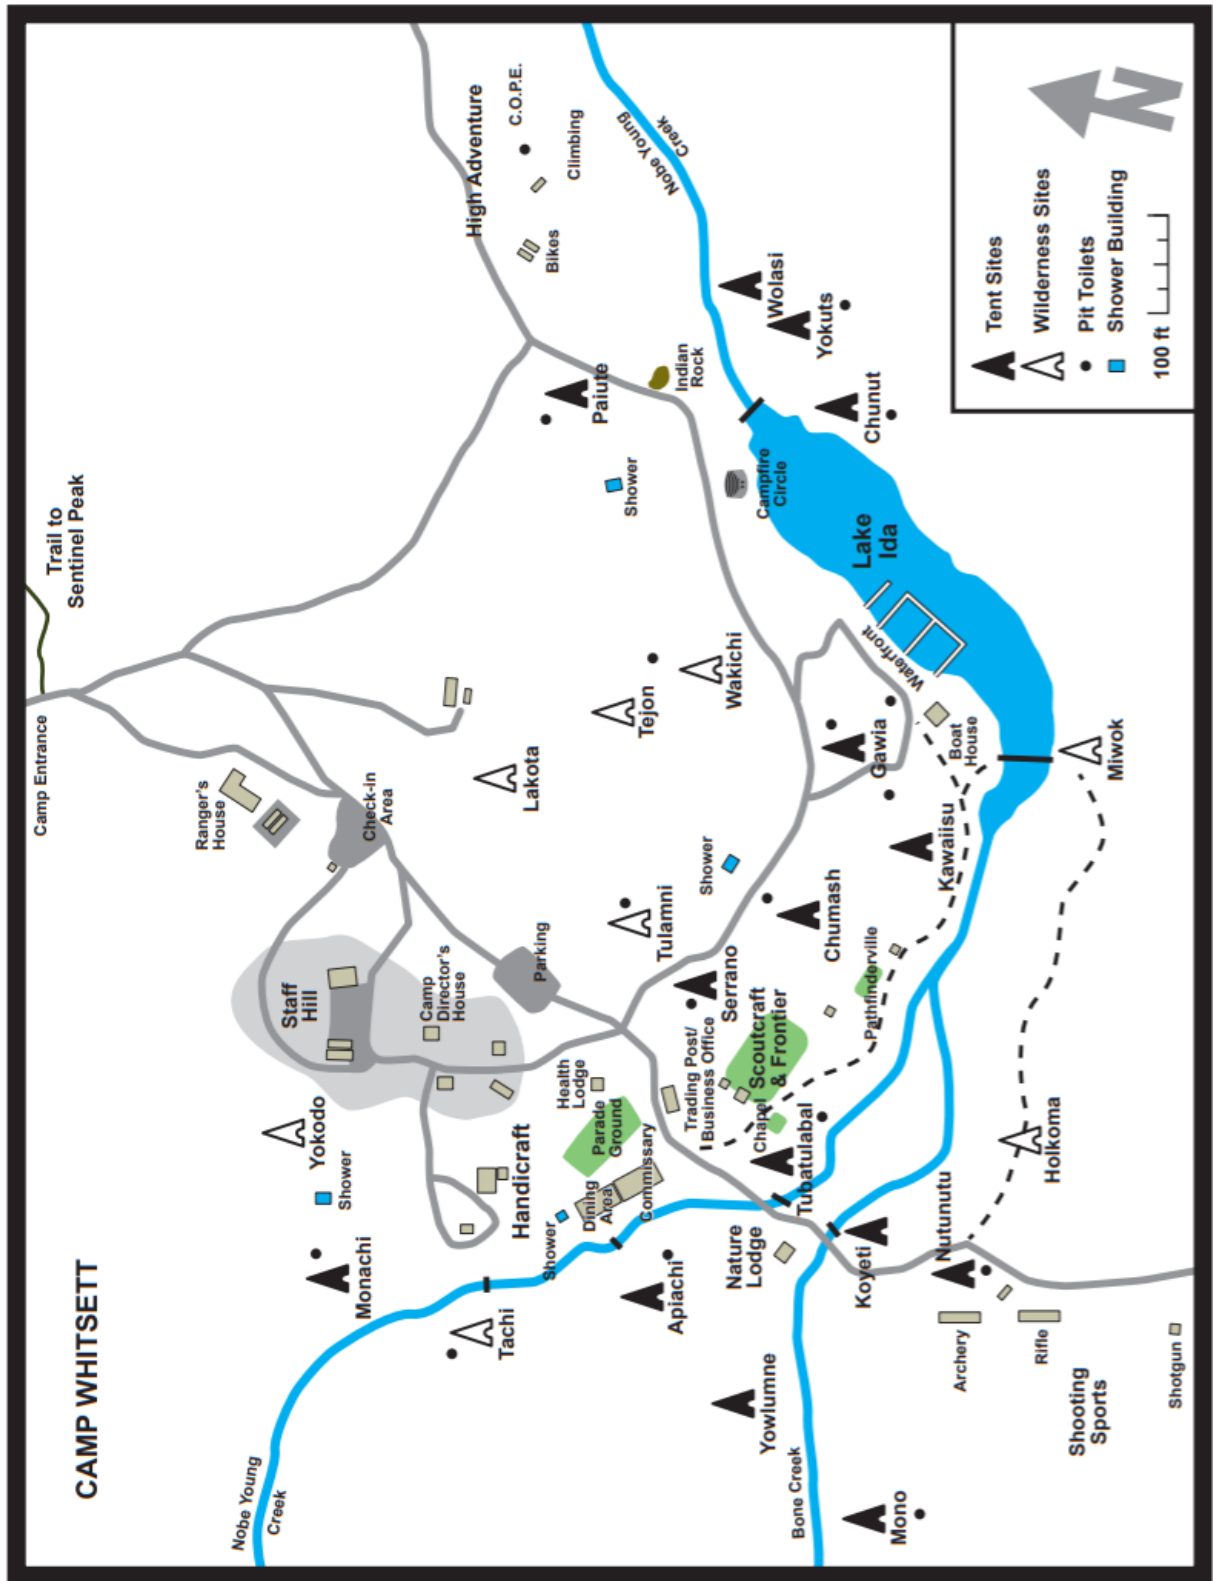 CAMP WHITSETT
Nobe Young
Creek
Monachi
Shower
Yokodo
Staff
Hill
Ranger's
House
Camp Entrance
Trail to
Sentinel Peak
Check-in
Area
Camp
Director's
House
Tachi
Handicraft
Shower
Dining
Area
Commissary
Parade
Ground
Health
Lodge
Parking
Lakota
High Adventure
C.O.P.E.
Climbing
Bikes
Nobe Young
Creek
Paiute
Shower
Indian
Rock
Tejon
Wakichi
Tulamni
Shower
Serrano
Trading Post/
Business Office
Apiachi
Nature
Lodge
Yowlumne
Bone Creek
Mono
Koyeti
Tubatulabal
Chapel
Scoutcraft
& Frontier
Chumash
Pathfinderville
Gawia
Kawaiisu
Boat
House
Waterfront
Lake
Ida
Campfire
Circle
Wolasi
Yokuts
Chunut
Miwok
Holkoma
Nutunutu
Archery
Rifle
Shooting
Sports
Shotgun
N
Tent Sites
Wilderness Sites
Pit Toilets
Shower Building
100 ft